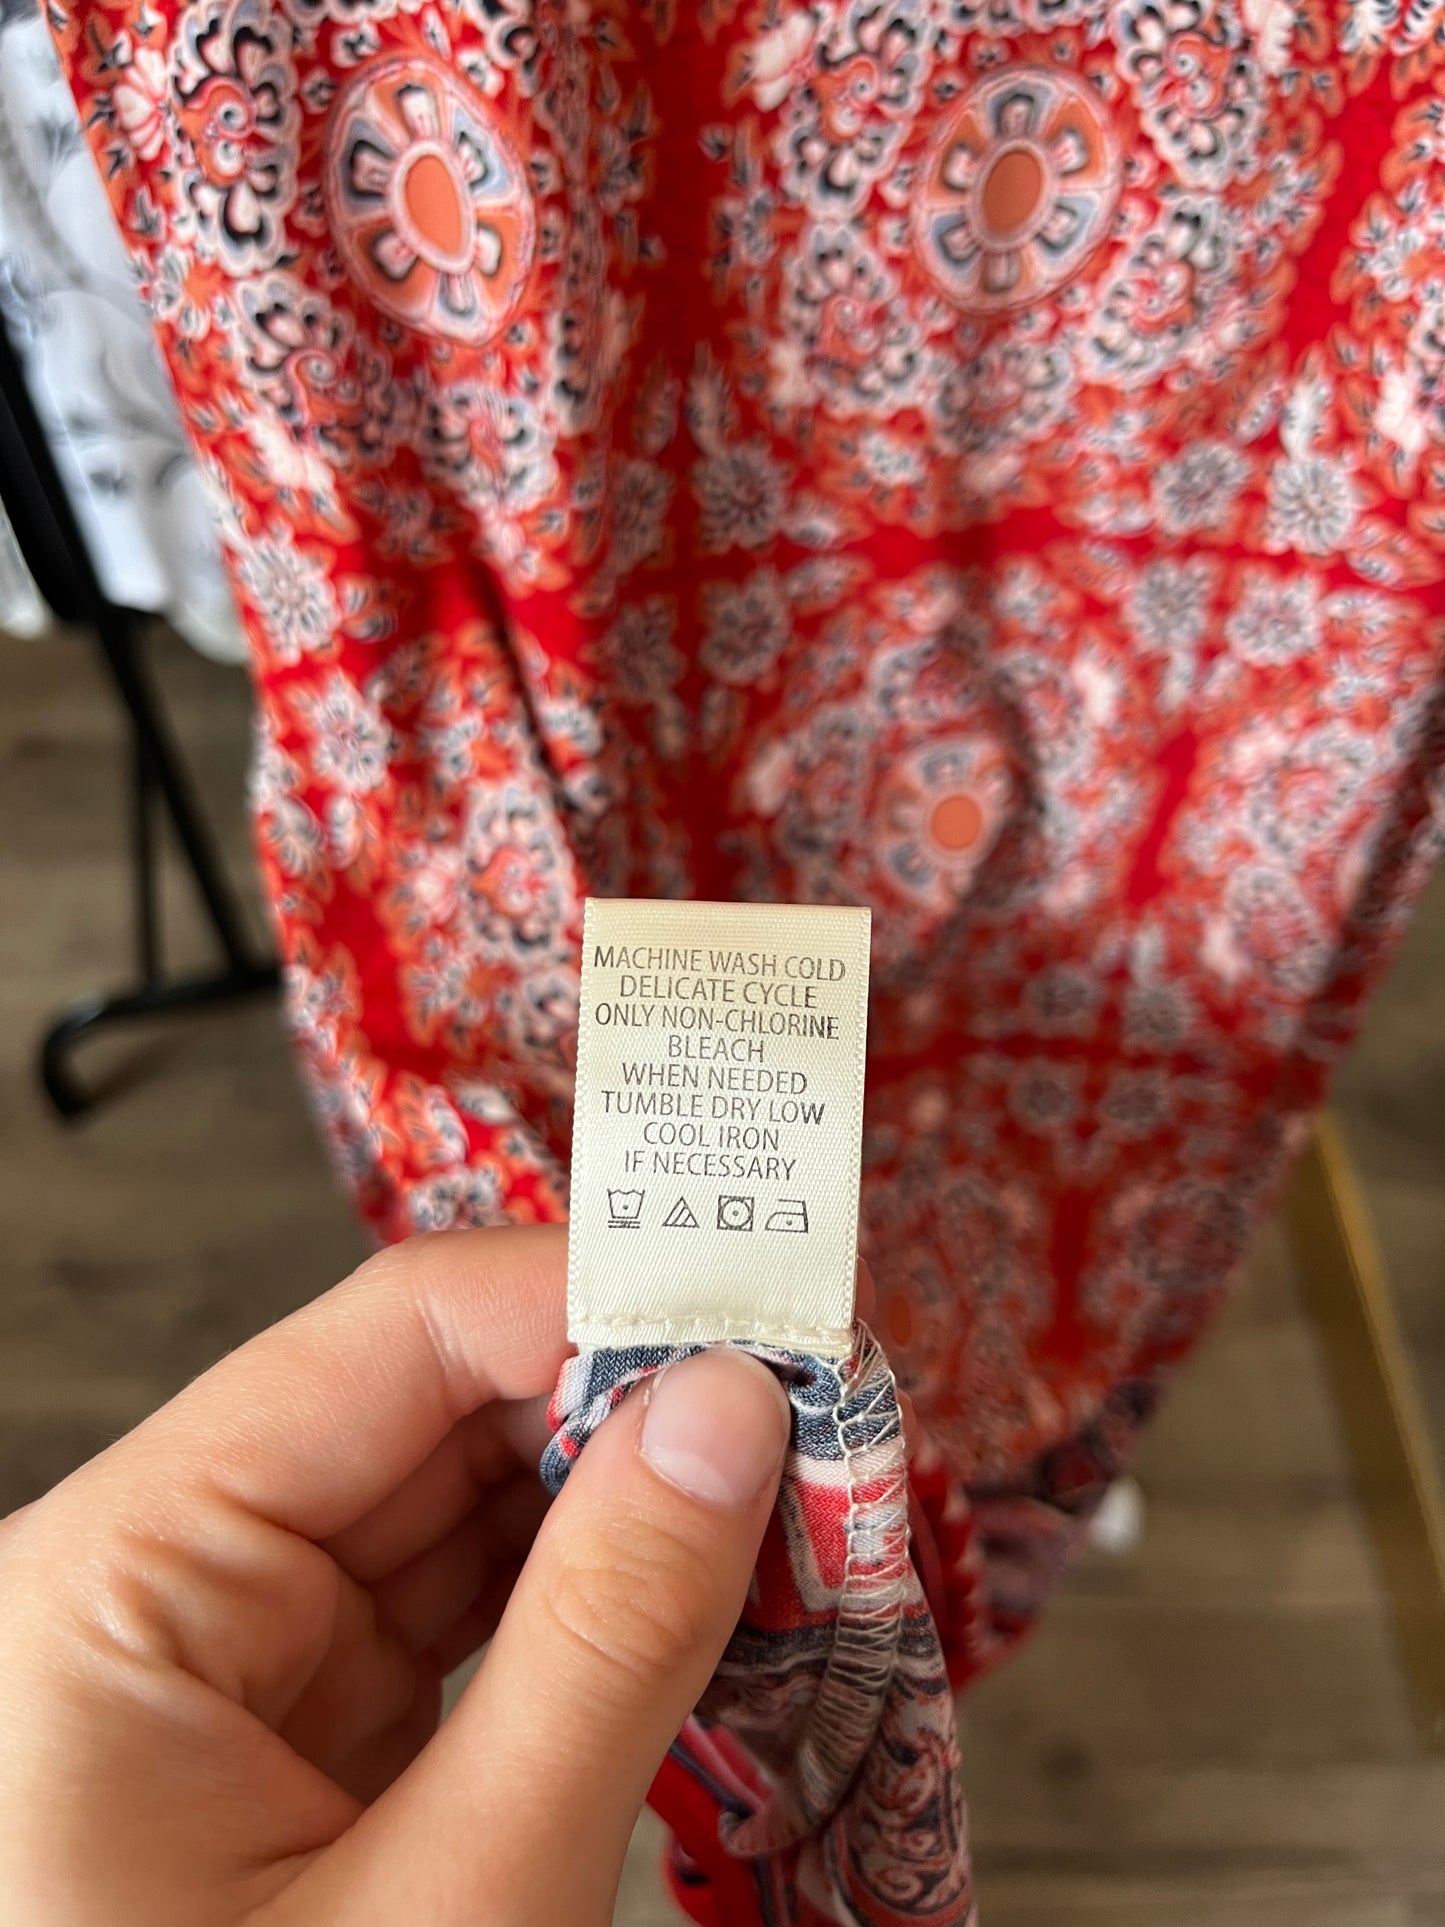 MACHINE WASH COLD
DELICATE CYCLE
ONLY NON-CHLORINE
BLEACH
WHEN NEEDED
TUMBLE DRY LOW
COOL IRON
IF NECESSARY